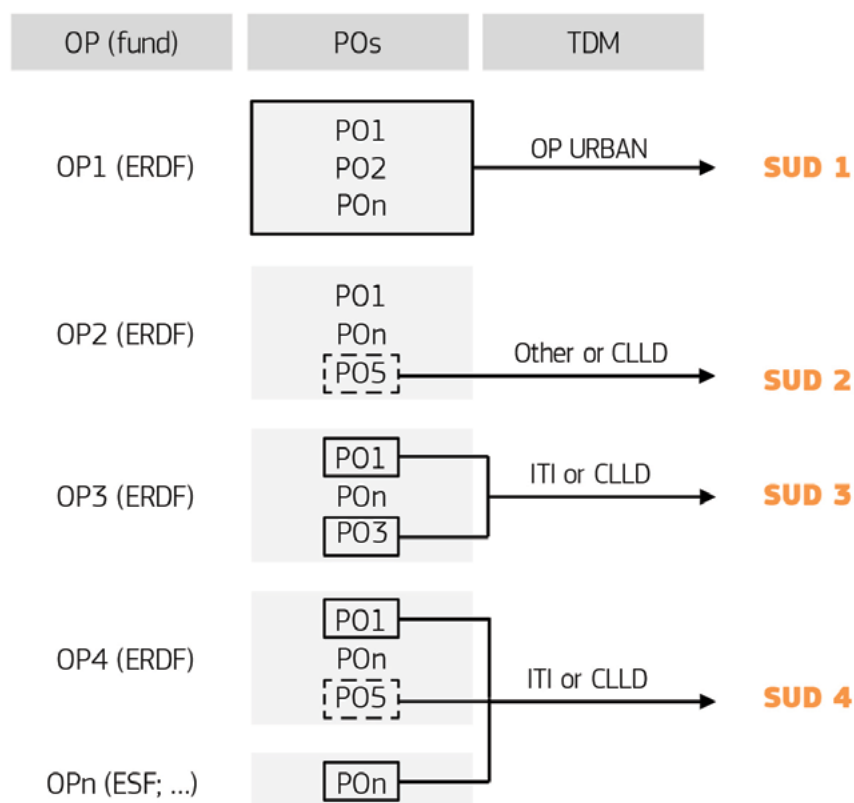 OP (fund) POs TDM
PO1
OP1 (ERDF) PO2 OP URBAN SUD 1
POn
PO1
OP2 (ERDF) POn
PO5 Other or CLLD SUD 2
PO1
OP3 (ERDF) POn ITI or CLLD SUD 3
PO3
PO1
OP4 (ERDF) POn
PO5 ITI or CLLD SUD 4
OPn (ESF; ...) POn